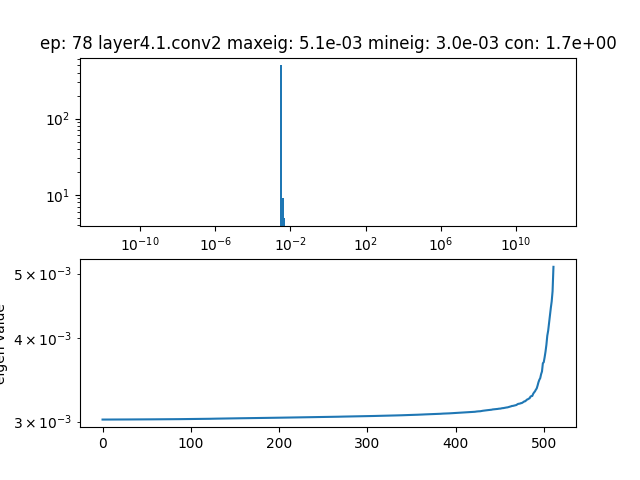 ep: 78 layer4.1.conv2 maxeig: 5.1e-03 mineig: 3.0e-03 con: 1.7e+00
10²
10¹
10⁻¹⁰ 10⁻⁶ 10⁻² 10² 10⁶ 10¹⁰
5 × 10⁻³
4 × 10⁻³
3 × 10⁻³
eigen value
0 100 200 300 400 500